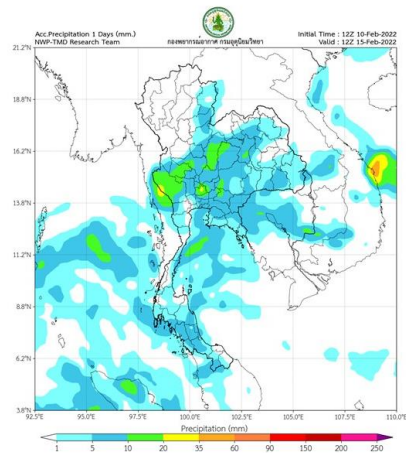 Acc.Precipitation 1 Days (mm.)
NWP-TMD Research Team
กองพยากรณ์อากาศ กรมอุตุนิยมวิทยา
Initial Time : 12Z 10-Feb-2022
Valid : 12Z 15-Feb-2022
21.2°N
18.8°N
16.2°N
13.8°N
11.2°N
8.8°N
6.2°N
3.8°N
92.5°E 95.0°E 97.5°E 100.0°E 102.5°E 105.0°E 107.5°E 110.0°E
Precipitation (mm)
1 5 10 20 35 60 90 150 200 250